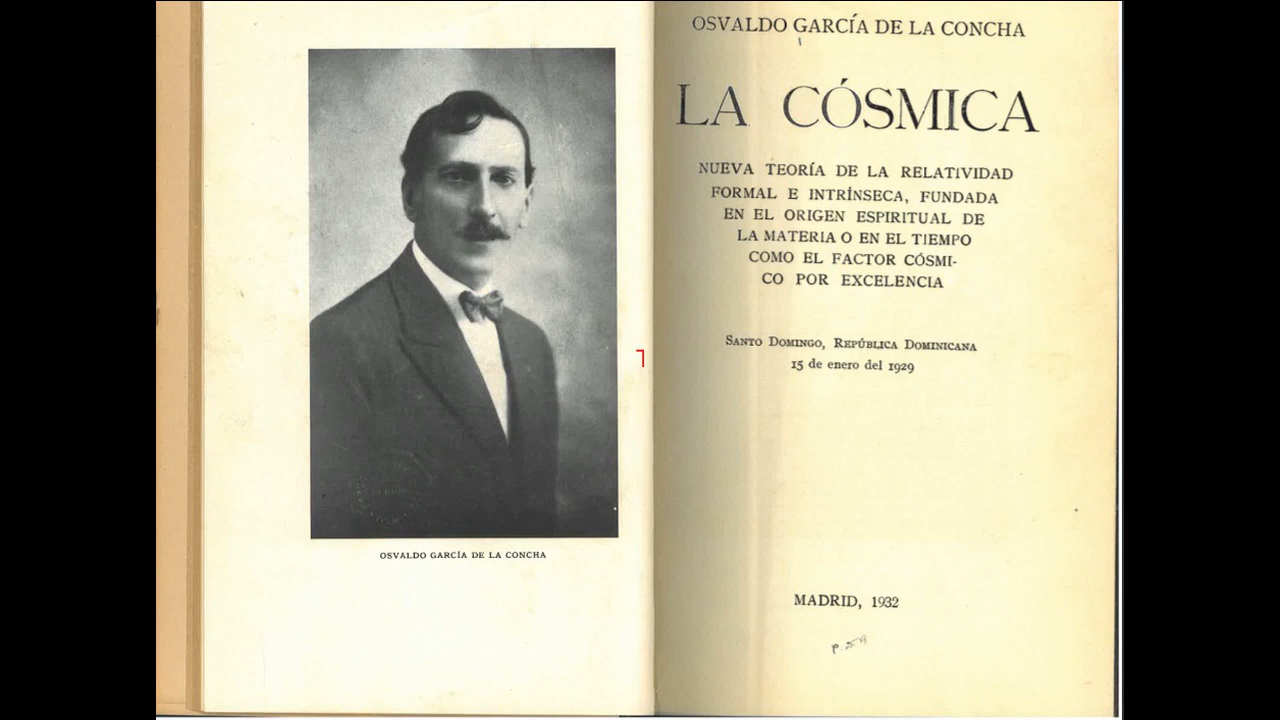 OSVALDO GARCÍA DE LA CONCHA
OSVALDO GARCÍA DE LA CONCHA
LA CÓSMICA
NUEVA TEORÍA DE LA RELATIVIDAD
FORMAL E INTRÍNSECA, FUNDADA
EN EL ORIGEN ESPIRITUAL DE
LA MATERIA O EN EL TIEMPO
COMO EL FACTOR CÓSMI-
CO POR EXCELENCIA
SANTO DOMINGO, REPÚBLICA DOMINICANA
15 de enero del 1929
MADRID, 1932